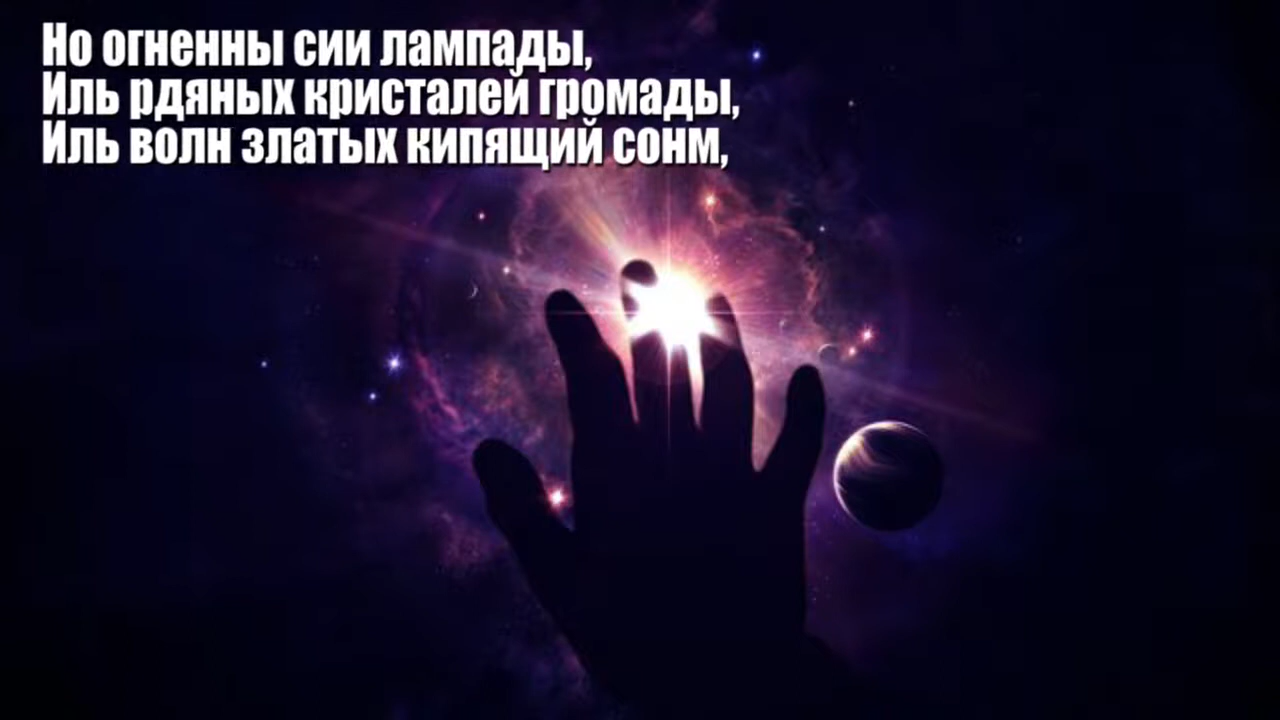 Но огненны сии лампады,
Иль рдяных кристалей громады,
Иль волн златых кипящий сонм,